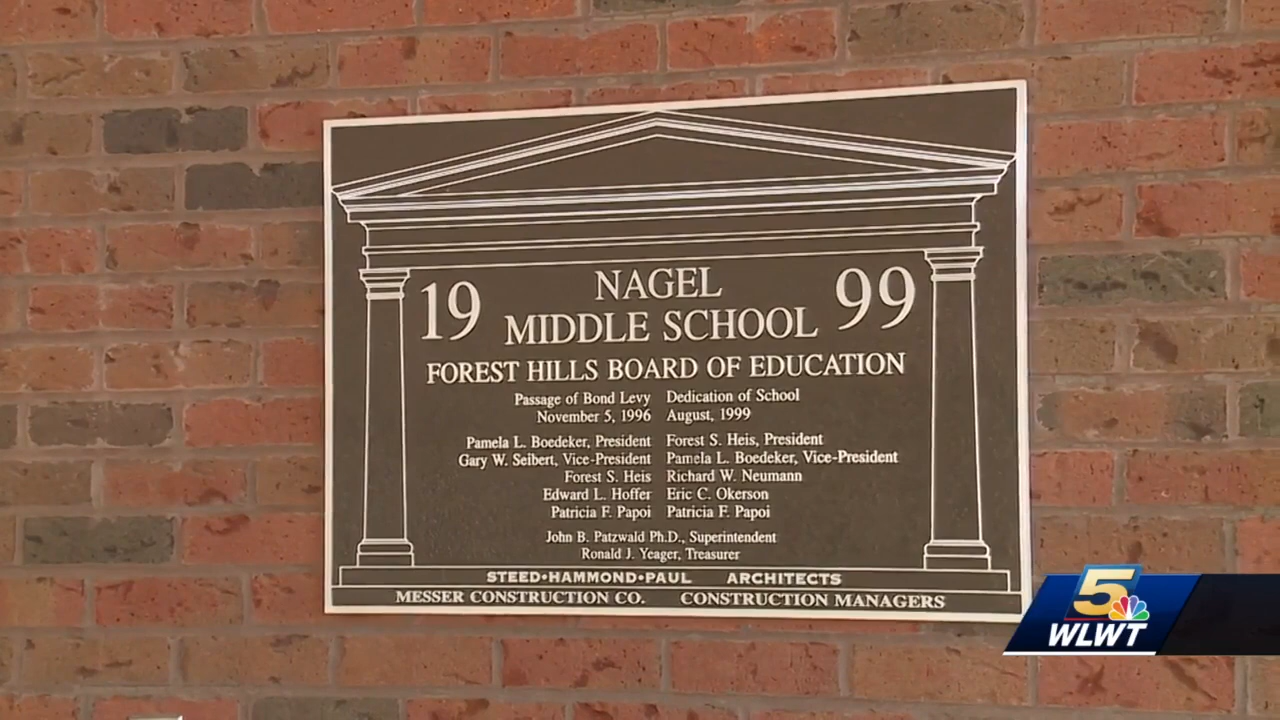 19 NAGEL 99
MIDDLE SCHOOL
FOREST HILLS BOARD OF EDUCATION
Passage of Bond Levy Dedication of School
November 5, 1996 August, 1999
Pamela L. Boedeker, President Forest S. Heis, President
Gary W. Seibert, Vice-President Pamela L. Boedeker, Vice-President
Forest S. Heis Richard W. Neumann
Edward L. Hoffer Eric C. Okerson
Patricia F. Papoi Patricia F. Papoi
John B. Patzwald Ph.D., Superintendent
Ronald J. Yeager, Treasurer
STEED•HAMMOND•PAUL ARCHITECTS
MESSER CONSTRUCTION CO. CONSTRUCTION MANAGERS
5
WLWT